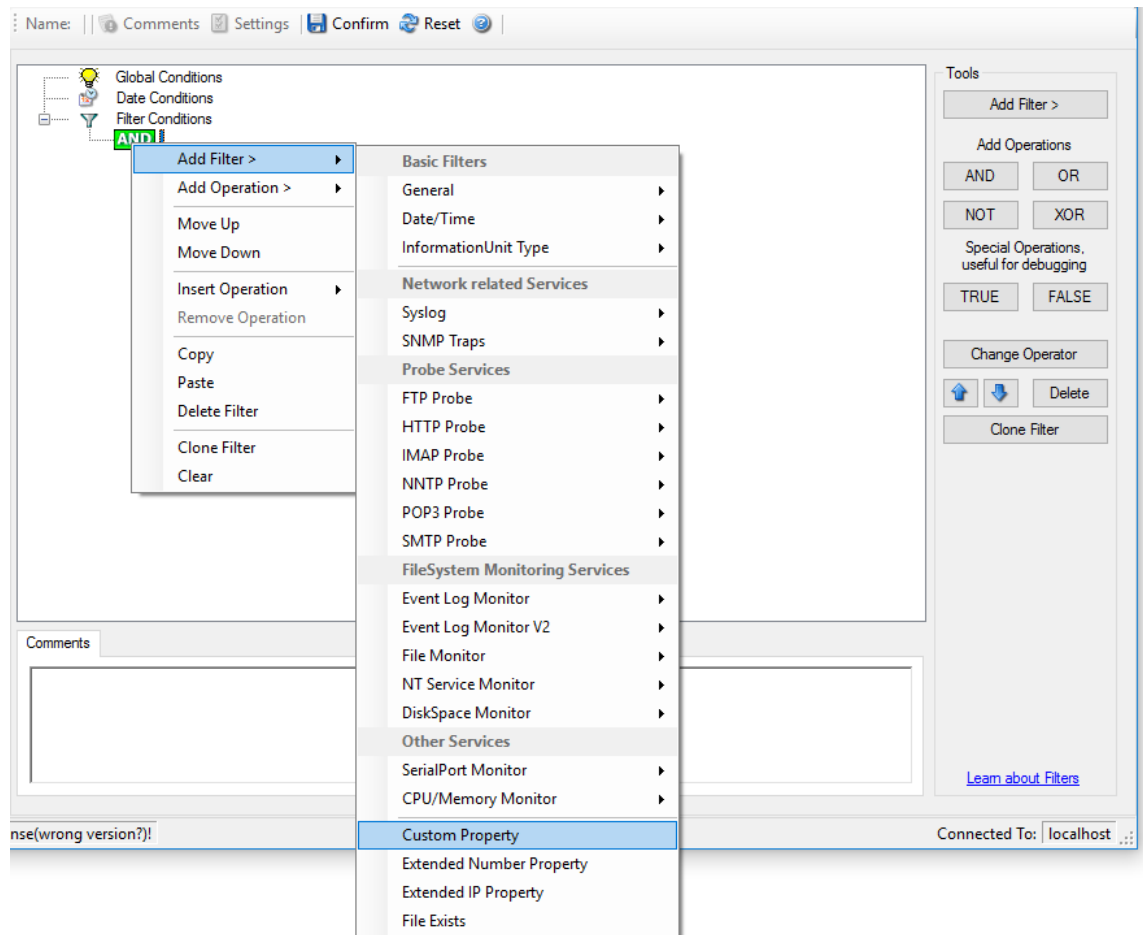 Name: Comments Settings Confirm Reset
Global Conditions
Date Conditions
Filter Conditions
AND
Add Filter >
Add Operation >
Move Up
Move Down
Insert Operation
Remove Operation
Copy
Paste
Delete Filter
Clone Filter
Clear
Basic Filters
General
Date/Time
InformationUnit Type
Network related Services
Syslog
SNMP Traps
Probe Services
FTP Probe
HTTP Probe
IMAP Probe
NNTP Probe
POP3 Probe
SMTP Probe
FileSystem Monitoring Services
Event Log Monitor
Event Log Monitor V2
File Monitor
NT Service Monitor
DiskSpace Monitor
Other Services
SerialPort Monitor
CPU/Memory Monitor
Custom Property
Extended Number Property
Extended IP Property
File Exists
Tools
Add Filter >
Add Operations
AND OR
NOT XOR
Special Operations,
useful for debugging
TRUE FALSE
Change Operator
Delete
Clone Filter
Learn about Filters
Comments
nse(wrong version?)!
Connected To: localhost